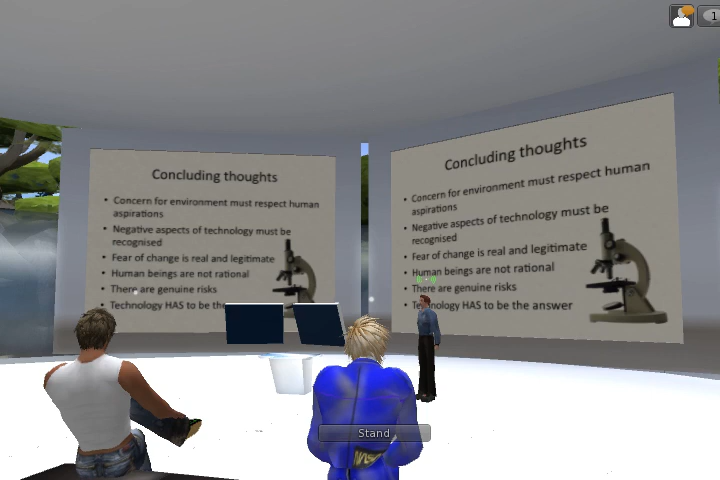 1
Concluding thoughts
• Concern for environment must respect human
aspirations
• Negative aspects of technology must be
recognised
• Fear of change is real and legitimate
• Human beings are not rational
• There are genuine risks
• Technology HAS to be the
Concluding thoughts
• Concern for environment must respect human
aspirations
• Negative aspects of technology must be
recognised
• Fear of change is real and legitimate
• Human beings are not rational
• There are genuine risks
• Technology HAS to be the answer
Stand